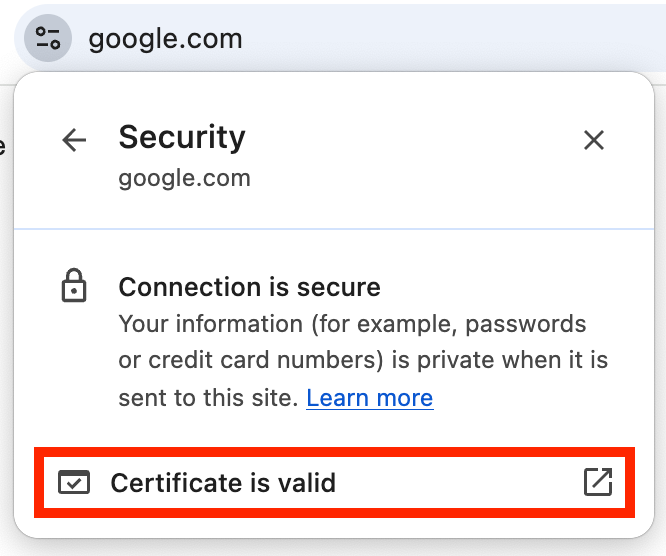 google.com
Security
google.com
Connection is secure
Your information (for example, passwords
or credit card numbers) is private when it is
sent to this site. Learn more
Certificate is valid